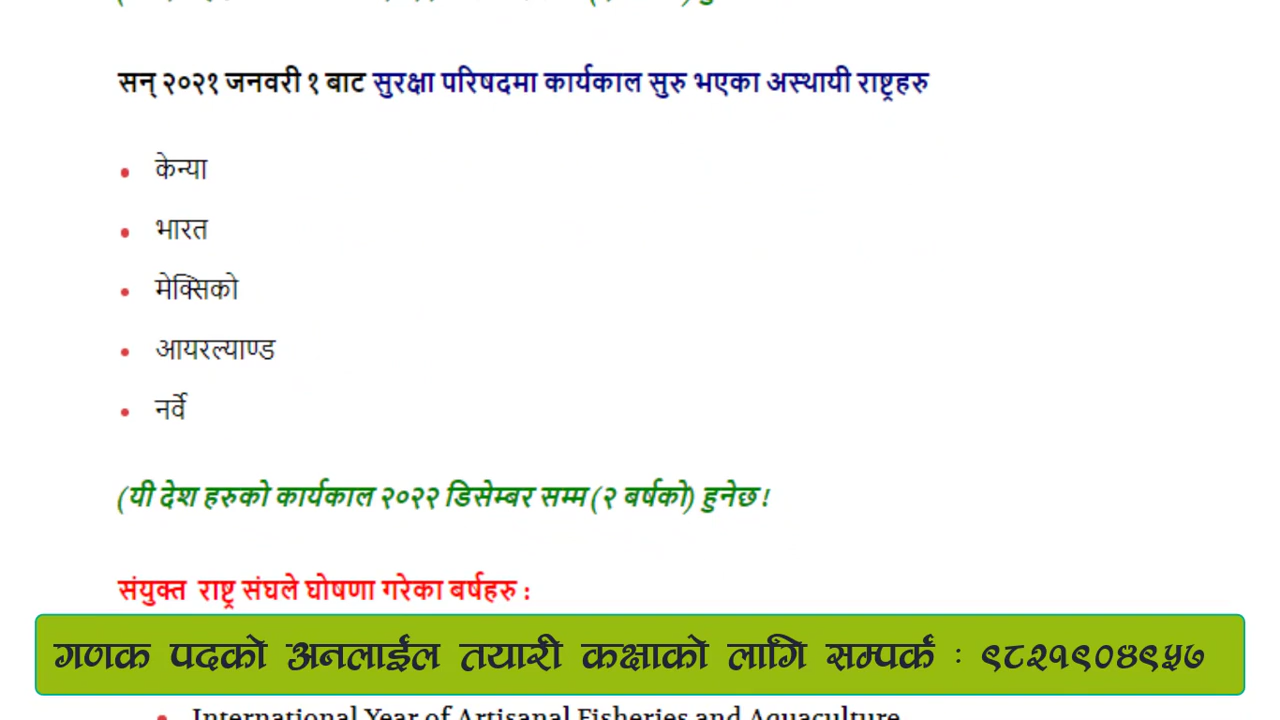 सन् २०२१ जनवरी १ बाट सुरक्षा परिषदमा कार्यकाल सुरु भएका अस्थायी राष्ट्रहरु
• केन्या
• भारत
• मेक्सिको
• आयरल्याण्ड
• नर्वे
(यी देश हरुको कार्यकाल २०२२ डिसेम्बर सम्म (२ बर्षको) हुनेछ !
संयुक्त राष्ट्र संघले घोषणा गरेका बर्षहरु :
गणक पदको अनलाईल तयारी कक्षाको लागि सम्पर्क : ९८२१९०४९५७
• International Year of Artisanal Fisheries and Aquaculture